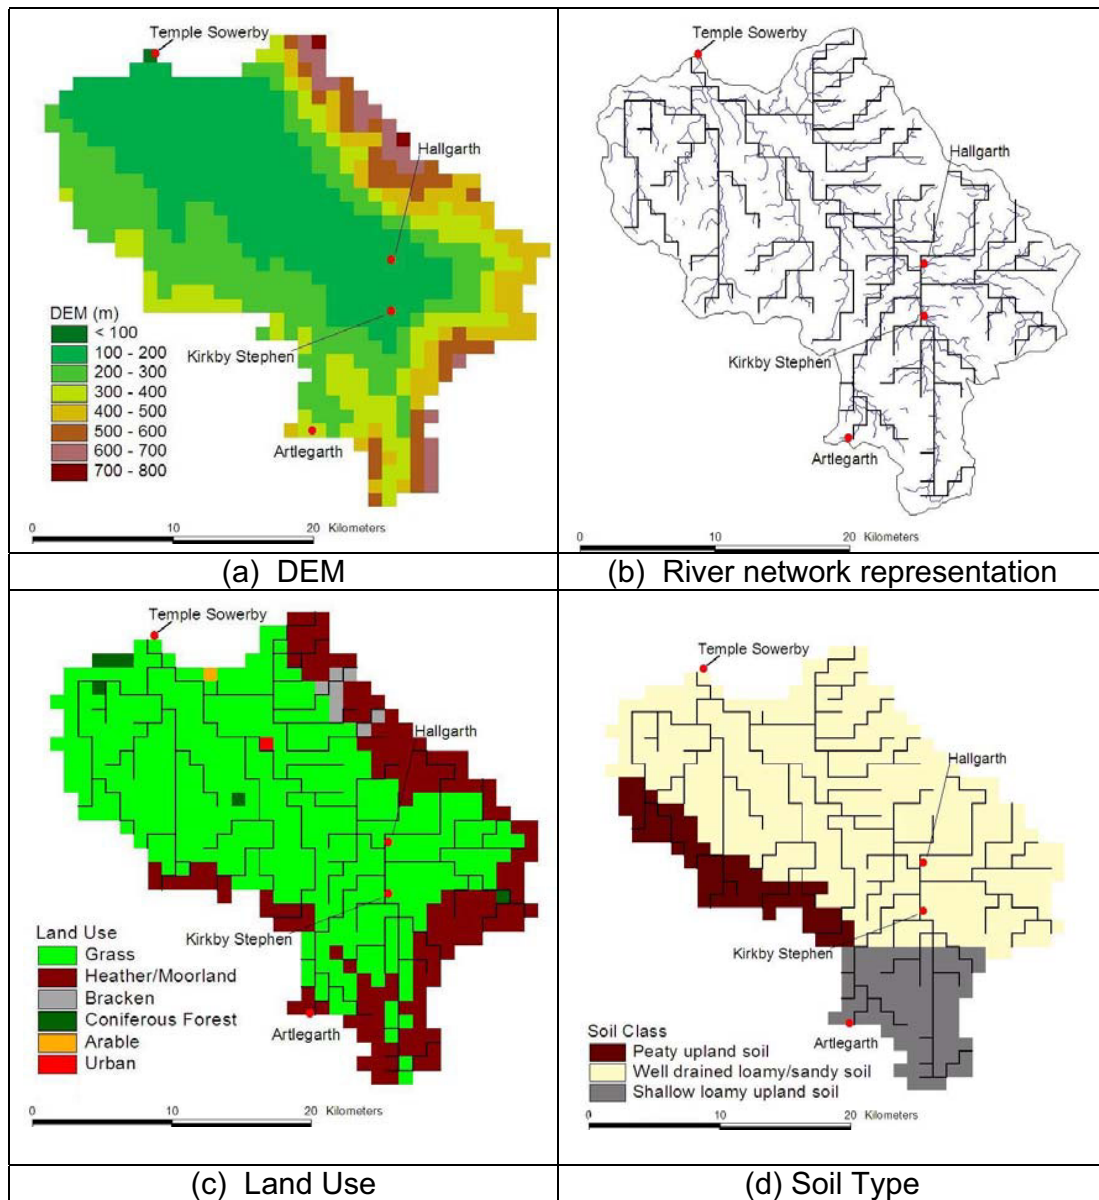 Temple Sowerby
Hallgarth
Kirkby Stephen
Artlegarth
DEM (m)
< 100
100 - 200
200 - 300
300 - 400
400 - 500
500 - 600
600 - 700
700 - 800
0 10 20 Kilometers
(a) DEM
Temple Sowerby
Hallgarth
Kirkby Stephen
Artlegarth
0 10 20 Kilometers
(b) River network representation
Temple Sowerby
Hallgarth
Kirkby Stephen
Artlegarth
Land Use
Grass
Heather/Moorland
Bracken
Coniferous Forest
Arable
Urban
0 10 20 Kilometers
(c) Land Use
Temple Sowerby
Hallgarth
Kirkby Stephen
Artlegarth
Soil Class
Peaty upland soil
Well drained loamy/sandy soil
Shallow loamy upland soil
0 10 20 Kilometers
(d) Soil Type